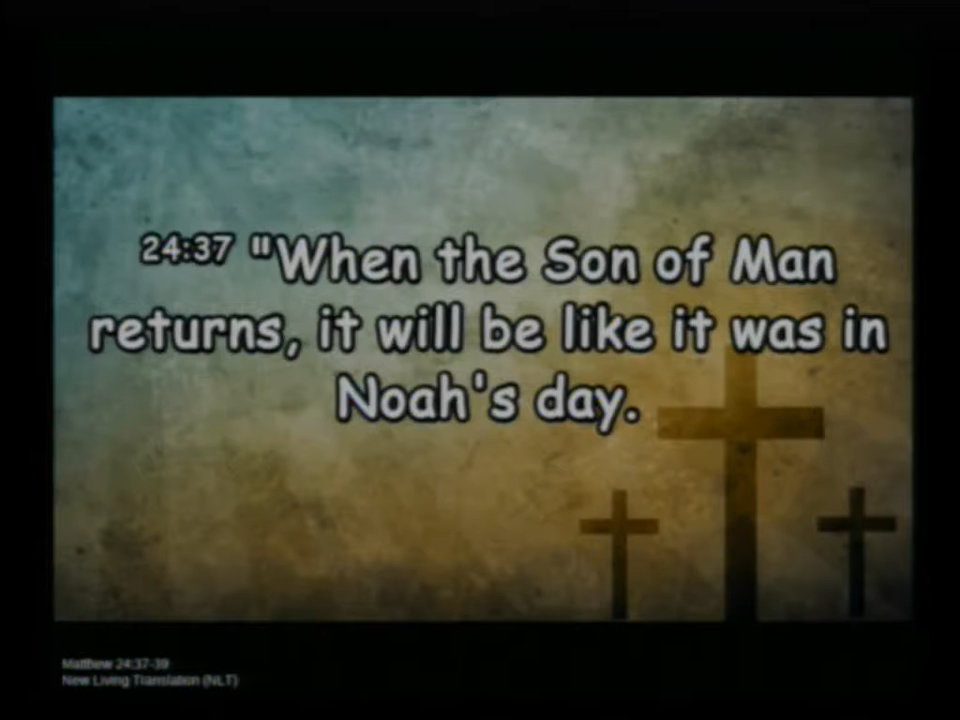 24:37 "When the Son of Man
returns, it will be like it was in
Noah's day.
Matthew 24:37-39
New Living Translation (NLT)